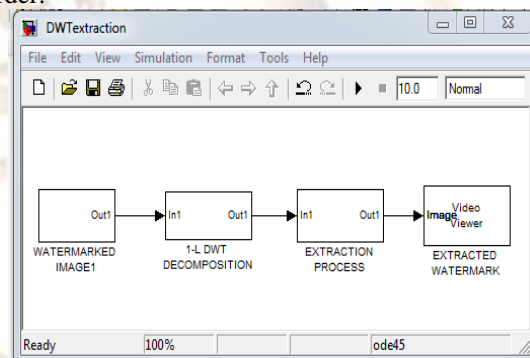 DWTextraction
File Edit View Simulation Format Tools Help
10.0 Normal
Out1 In1 Out1 In1 Out1 Image Video Viewer
WATERMARKED IMAGE1
1-L DWT DECOMPOSITION
EXTRACTION PROCESS
EXTRACTED WATERMARK
Ready 100% ode45